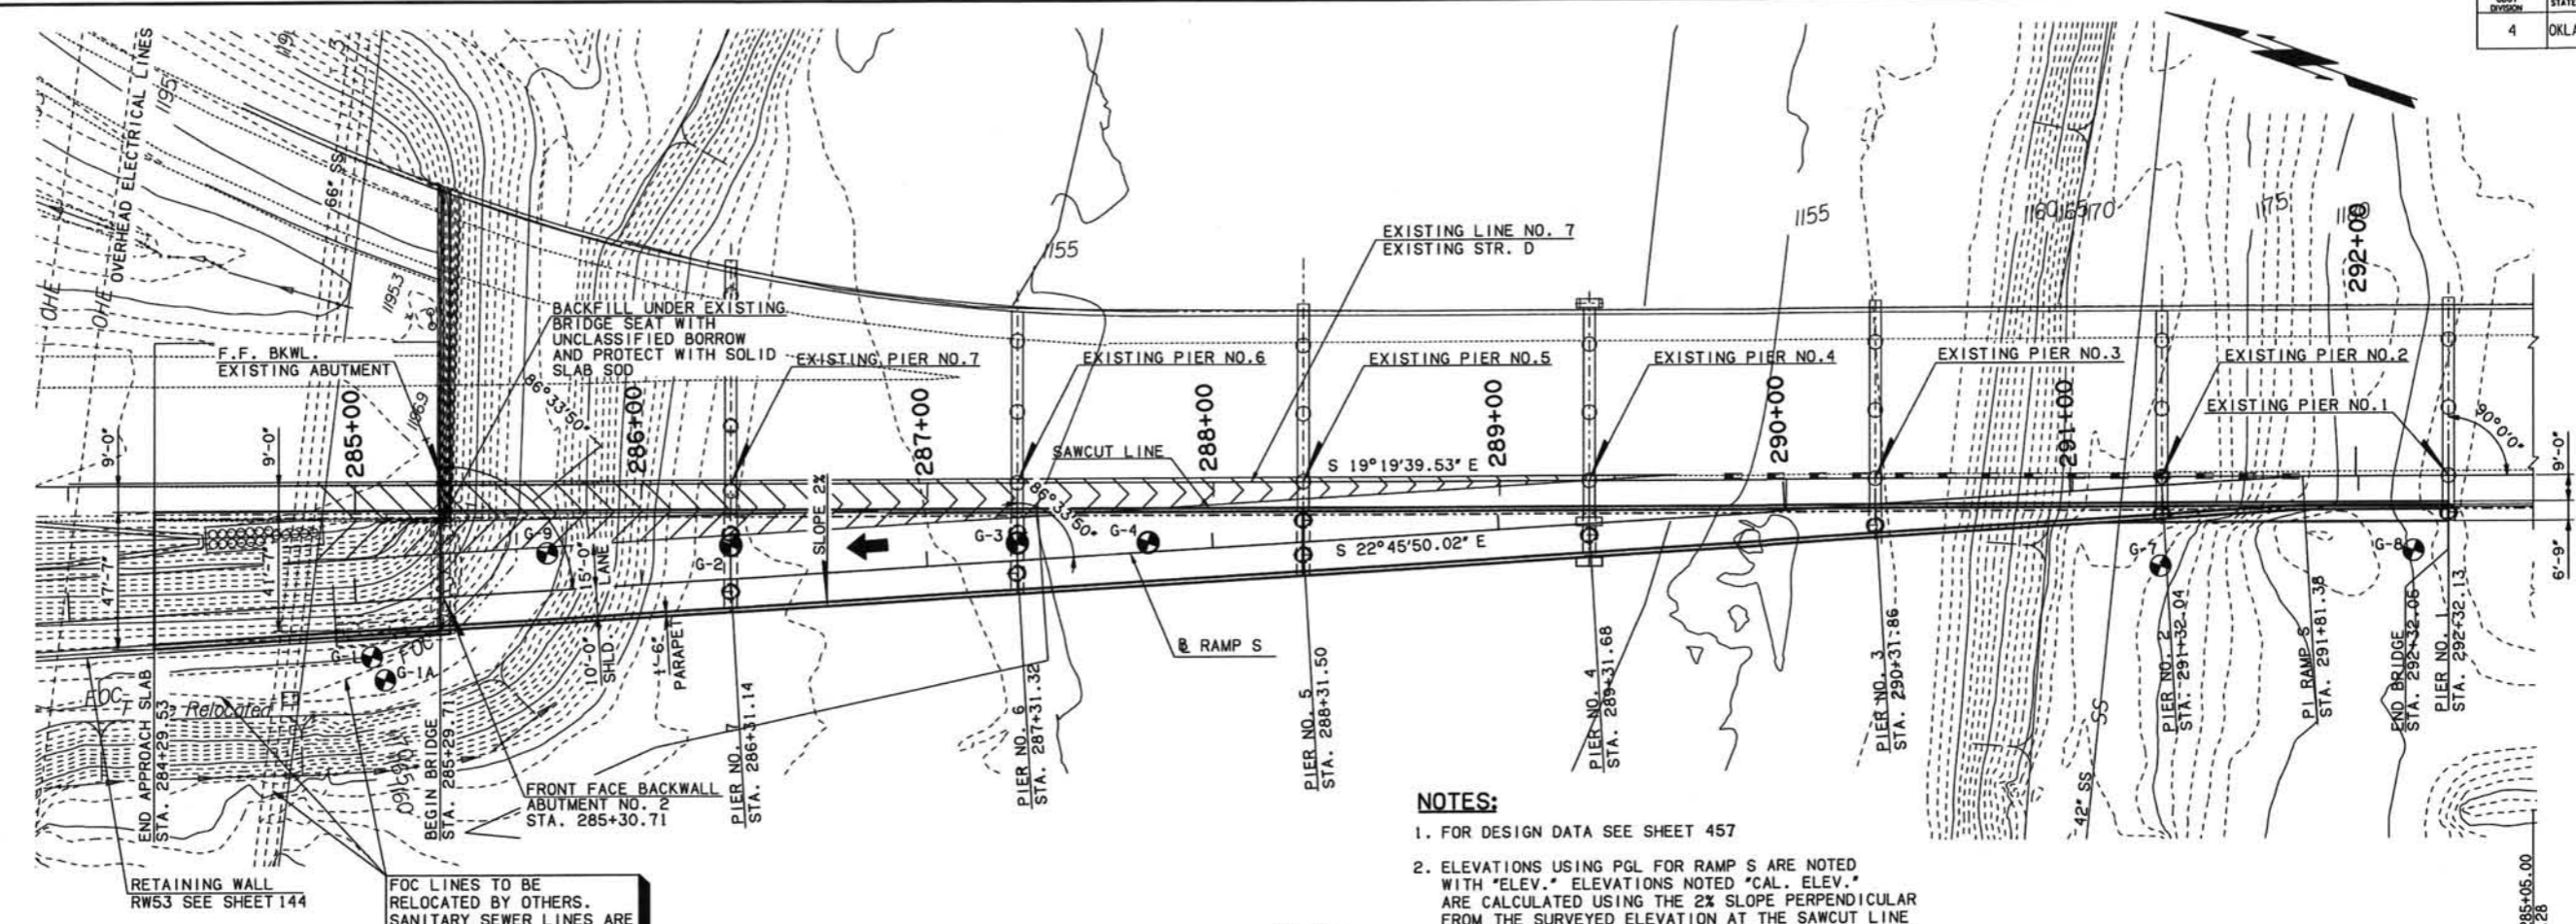 DIVISION
STATE
4
OVERHEAD ELECTRICAL LINES
OHE
OHE
1195
66" SS
1195.3
1196.9
1155
1155
1175
292+00
EXISTING LINE NO. 7
EXISTING STR. D
BACKFILL UNDER EXISTING
BRIDGE SEAT WITH
UNCLASSIFIED BORROW
AND PROTECT WITH SOLID
SLAB SOD
F.F. BKWL.
EXISTING ABUTMENT
EXISTING PIER NO.7
EXISTING PIER NO.6
EXISTING PIER NO.5
EXISTING PIER NO.4
EXISTING PIER NO.3
EXISTING PIER NO.2
EXISTING PIER NO.1
285+00
286+00
287+00
288+00
289+00
290+00
291+00
86°33'50"
90°0'0"
9'-0"
9'-0"
9'-0"
SAWCUT LINE
S 19°19'39.53" E
86°33'50"
S 22°45'50.02" E
SLOPE 2%
47'-7"
41'-7"
15'-0"
LANE
10'-0"
SHLD
1'-6"
PARAPET
6'-9"
G-9
G-2
G-3
G-4
G-7
G-8
G-1A
FOC
Relocated
℄ RAMP S
END APPROACH SLAB
STA. 284+29.53
BEGIN BRIDGE
STA. 285+29.71
FRONT FACE BACKWALL
ABUTMENT NO. 2
STA. 285+30.71
PIER NO. 7
STA. 286+31.14
PIER NO. 6
STA. 287+31.32
PIER NO. 5
STA. 288+31.50
PIER NO. 4
STA. 289+31.68
PIER NO. 3
STA. 290+31.86
PIER NO. 2
STA. 291+32.04
PI RAMP S
STA. 291+81.38
END BRIDGE
STA. 292+32.06
PIER NO. 1
STA. 292+32.13
SS
42" SS
RETAINING WALL
RW53 SEE SHEET 144
FOC LINES TO BE
RELOCATED BY OTHERS.
SANITARY SEWER LINES ARE
NOTES:
1. FOR DESIGN DATA SEE SHEET 457
2. ELEVATIONS USING PGL FOR RAMP S ARE NOTED
WITH "ELEV." ELEVATIONS NOTED "CAL. ELEV."
ARE CALCULATED USING THE 2% SLOPE PERPENDICULAR
FROM THE SURVEYED ELEVATION AT THE SAWCUT LINE
285+05.00